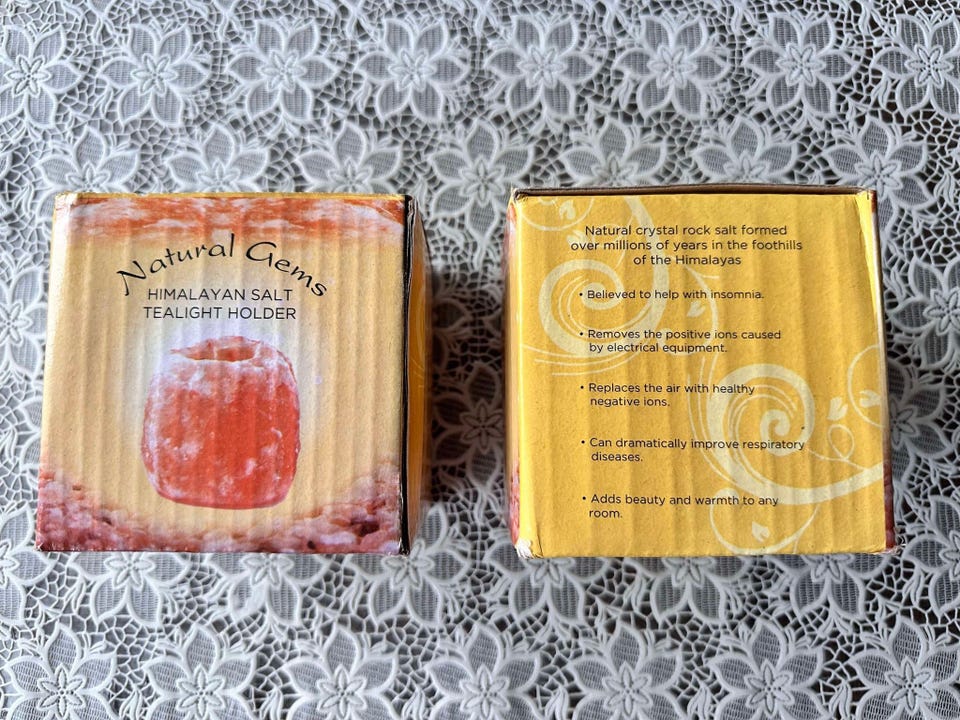 Natural Gems
HIMALAYAN SALT
TEALIGHT HOLDER
Natural crystal rock salt formed
over millions of years in the foothills
of the Himalayas
• Believed to help with insomnia.
• Removes the positive ions caused
by electrical equipment.
• Replaces the air with healthy
negative ions.
• Can dramatically improve respiratory
diseases.
• Adds beauty and warmth to any
room.